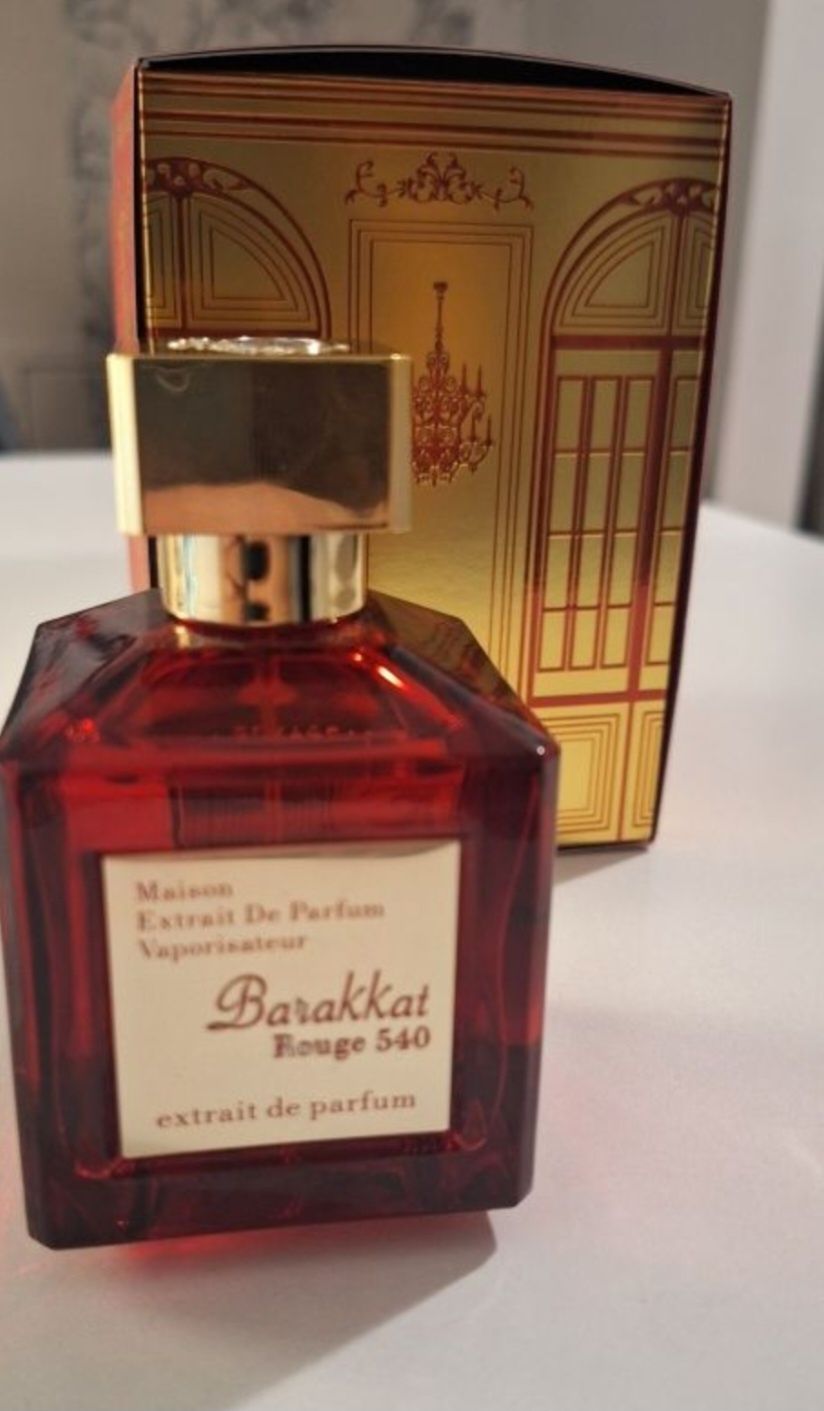 Maison
Extrait De Parfum
Vaporisateur
Barakkat
Rouge 540
extrait de parfum